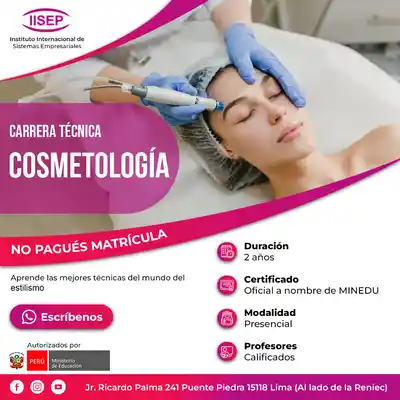 IISEP
Instituto Internacional de
Sistemas Empresariales
CARRERA TÉCNICA
COSMETOLOGÍA
NO PAGUÉS MATRÍCULA
Aprende las mejores técnicas del mundo del
estilismo
Escríbenos
Autorizados por
PERÚ
Ministerio
de Educación
Duración
2 años
Certificado
Oficial a nombre de MINEDU
Modalidad
Presencial
Profesores
Calificados
Jr. Ricardo Palma 241 Puente Piedra 15118 Lima (Al lado de la Reniec)